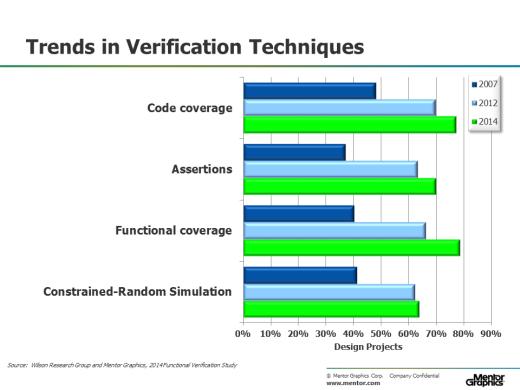 Trends in Verification Techniques
2007
2012
2014
Code coverage
Assertions
Functional coverage
Constrained-Random Simulation
0% 10% 20% 30% 40% 50% 60% 70% 80% 90%
Design Projects
Source: Wilson Research Group and Mentor Graphics, 2014Functional Verification Study
© Mentor Graphics Corp. Company Confidential
www.mentor.com
Mentor
Graphics